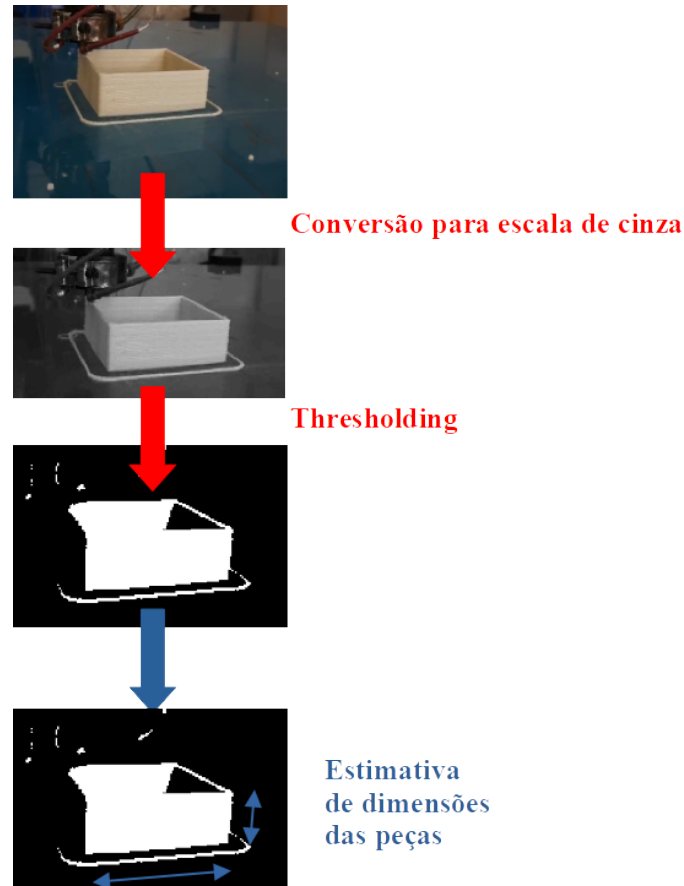 Conversão para escala de cinza
Thresholding
Estimativa
de dimensões
das peças